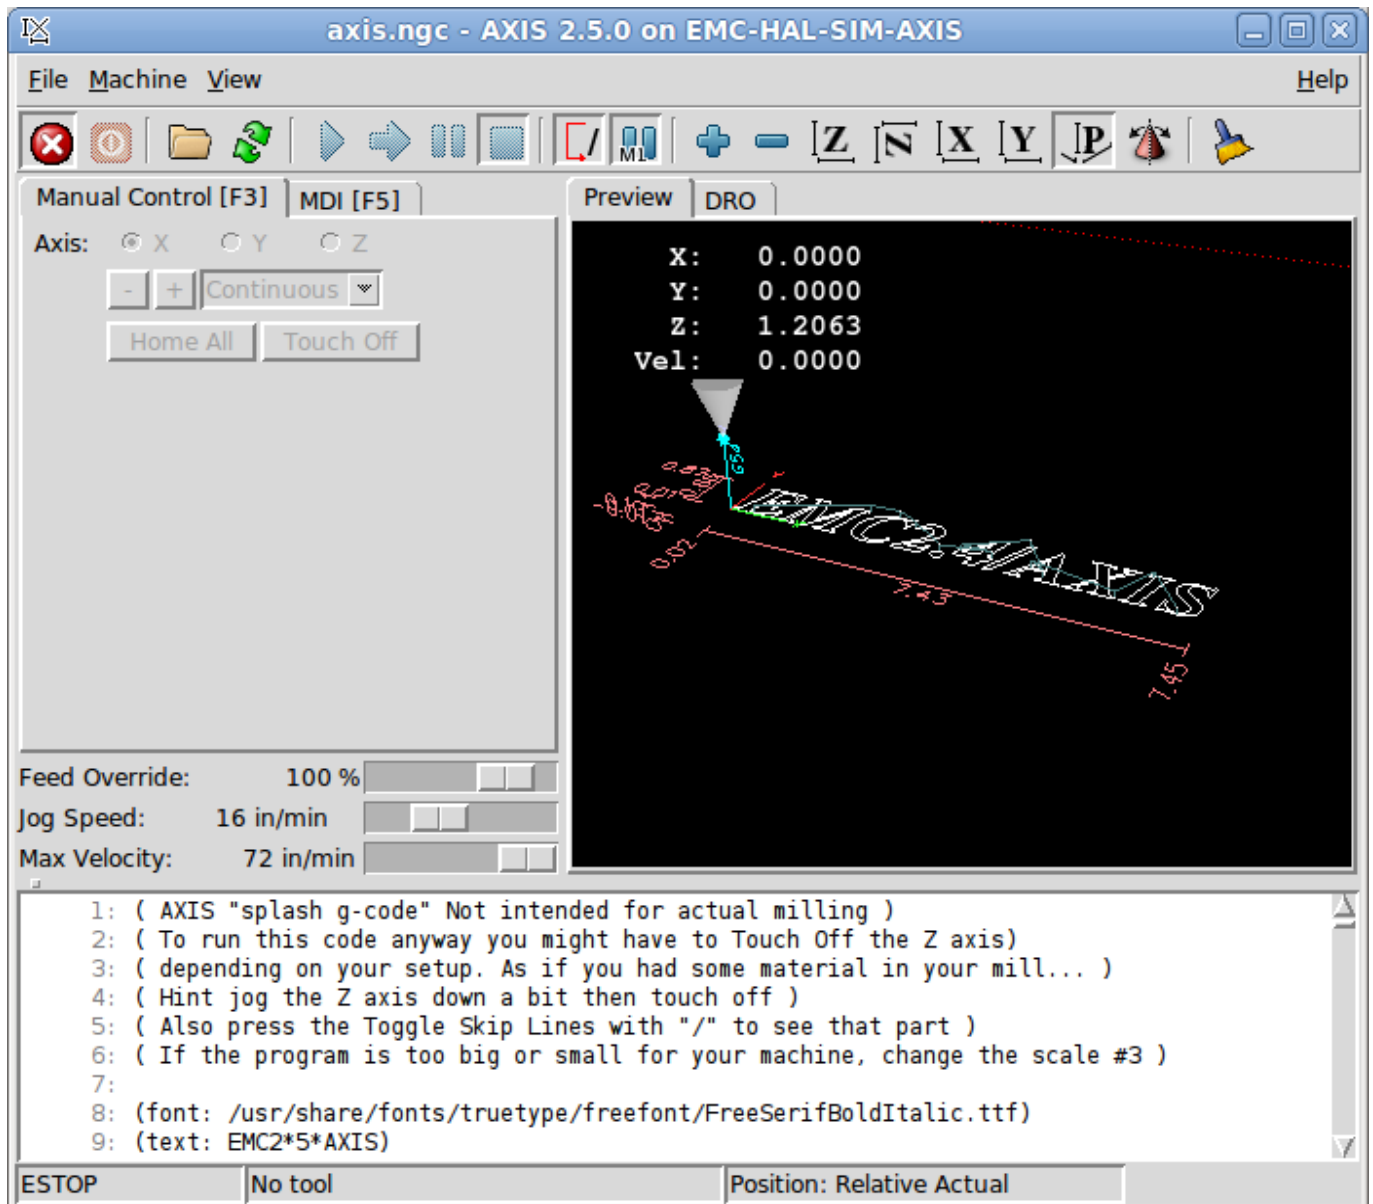 axis.ngc - AXIS 2.5.0 on EMC-HAL-SIM-AXIS
File Machine View Help
M1 Z N X Y P
Manual Control [F3] MDI [F5]
Preview DRO
Axis: X Y Z
- + Continuous
Home All Touch Off
X: 0.0000
Y: 0.0000
Z: 1.2063
Vel: 0.0000
G54
EMC2.4/AXIS
0.02
7.43
7.45
Feed Override: 100 %
Jog Speed: 16 in/min
Max Velocity: 72 in/min
1: ( AXIS "splash g-code" Not intended for actual milling )
2: ( To run this code anyway you might have to Touch Off the Z axis)
3: ( depending on your setup. As if you had some material in your mill... )
4: ( Hint jog the Z axis down a bit then touch off )
5: ( Also press the Toggle Skip Lines with "/" to see that part )
6: ( If the program is too big or small for your machine, change the scale #3 )
7:
8: (font: /usr/share/fonts/truetype/freefont/FreeSerifBoldItalic.ttf)
9: (text: EMC2*5*AXIS)
ESTOP No tool Position: Relative Actual